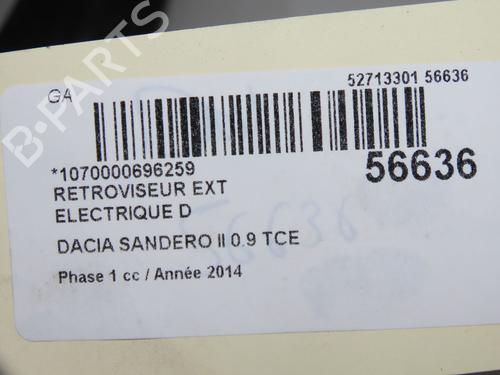 GA
52713301 56636
*1070000696259
56636
RETROVISEUR EXT
ELECTRIQUE D
DACIA SANDERO II 0.9 TCE
Phase 1 cc / Année 2014
B-PARTS
56636